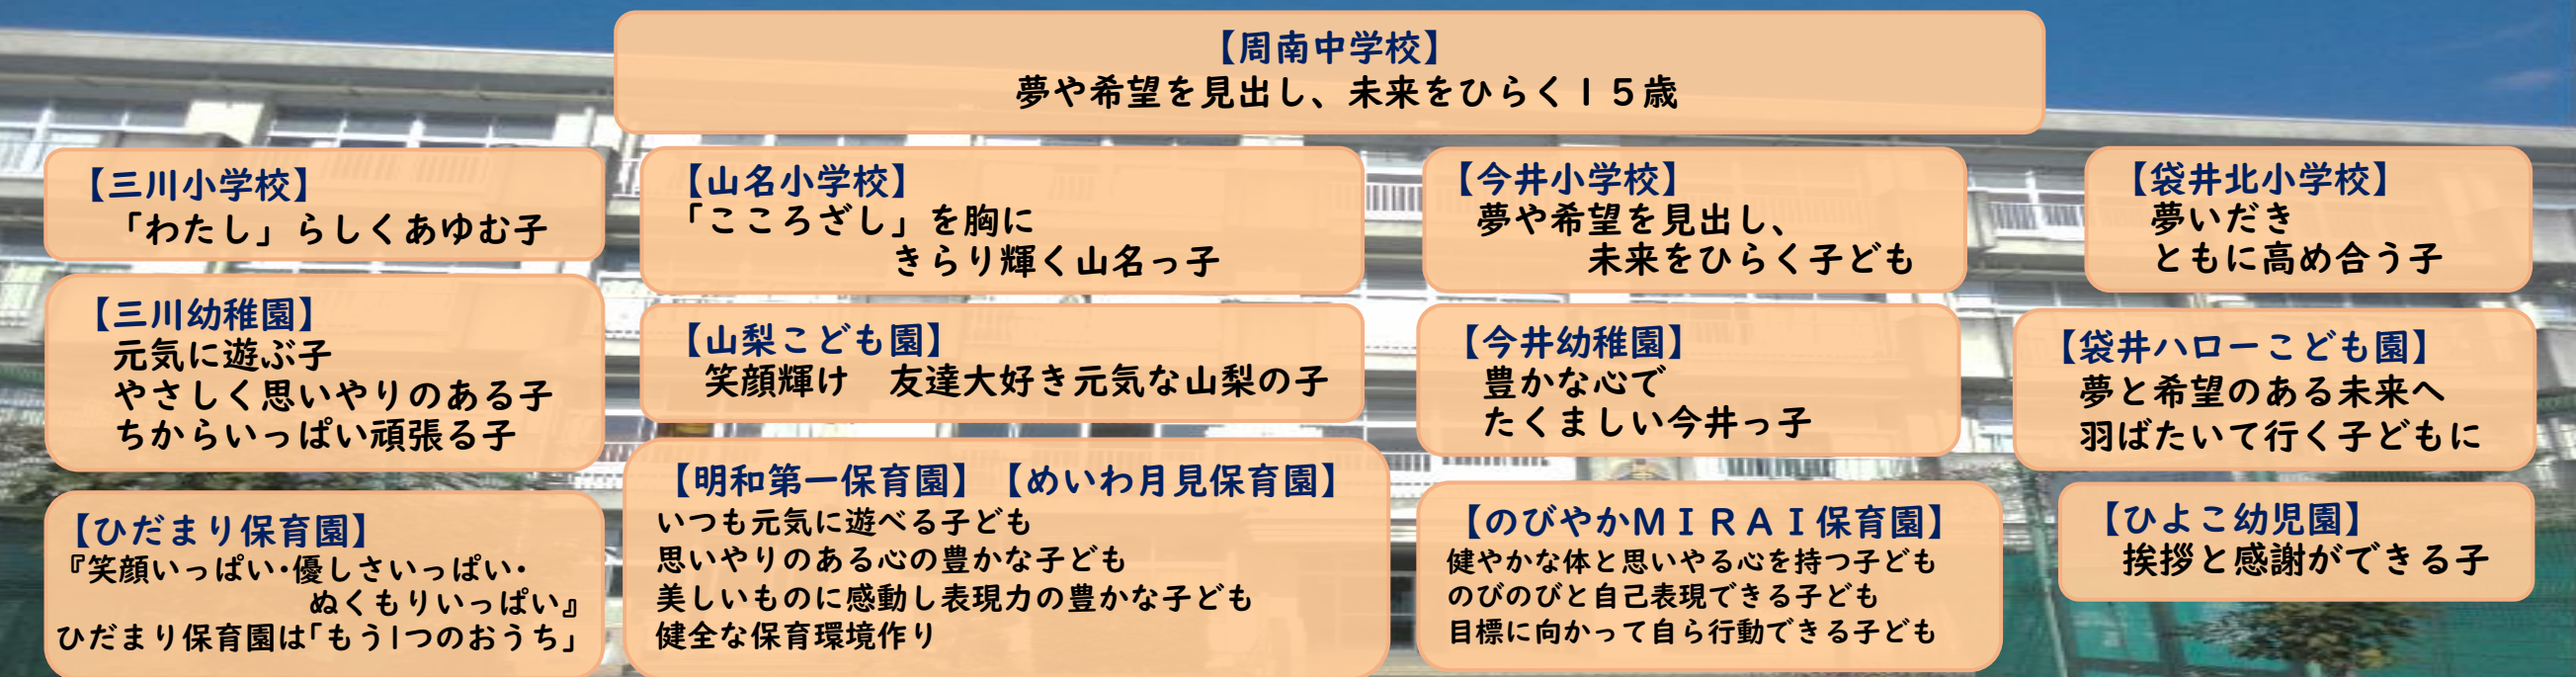 【周南中学校】
夢や希望を見出し、未来をひらく１５歳
【三川小学校】
「わたし」らしくあゆむ子
【山名小学校】
「こころざし」を胸に
きらり輝く山名っ子
【今井小学校】
夢や希望を見出し、
未来をひらく子ども
【袋井北小学校】
夢いだき
ともに高め合う子
【三川幼稚園】
元気に遊ぶ子
やさしく思いやりのある子
ちからいっぱい頑張る子
【山梨こども園】
笑顔輝け　友達大好き元気な山梨の子
【今井幼稚園】
豊かな心で
たくましい今井っ子
【袋井ハローこども園】
夢と希望のある未来へ
羽ばたいて行く子どもに
【ひだまり保育園】
『笑顔いっぱい･優しさいっぱい･
ぬくもりいっぱい』
ひだまり保育園は｢もう1つのおうち｣
【明和第一保育園】【めいわ月見保育園】
いつも元気に遊べる子ども
思いやりのある心の豊かな子ども
美しいものに感動し表現力の豊かな子ども
健全な保育環境作り
【のびやかＭＩＲＡＩ保育園】
健やかな体と思いやる心を持つ子ども
のびのびと自己表現できる子ども
目標に向かって自ら行動できる子ども
【ひよこ幼児園】
挨拶と感謝ができる子